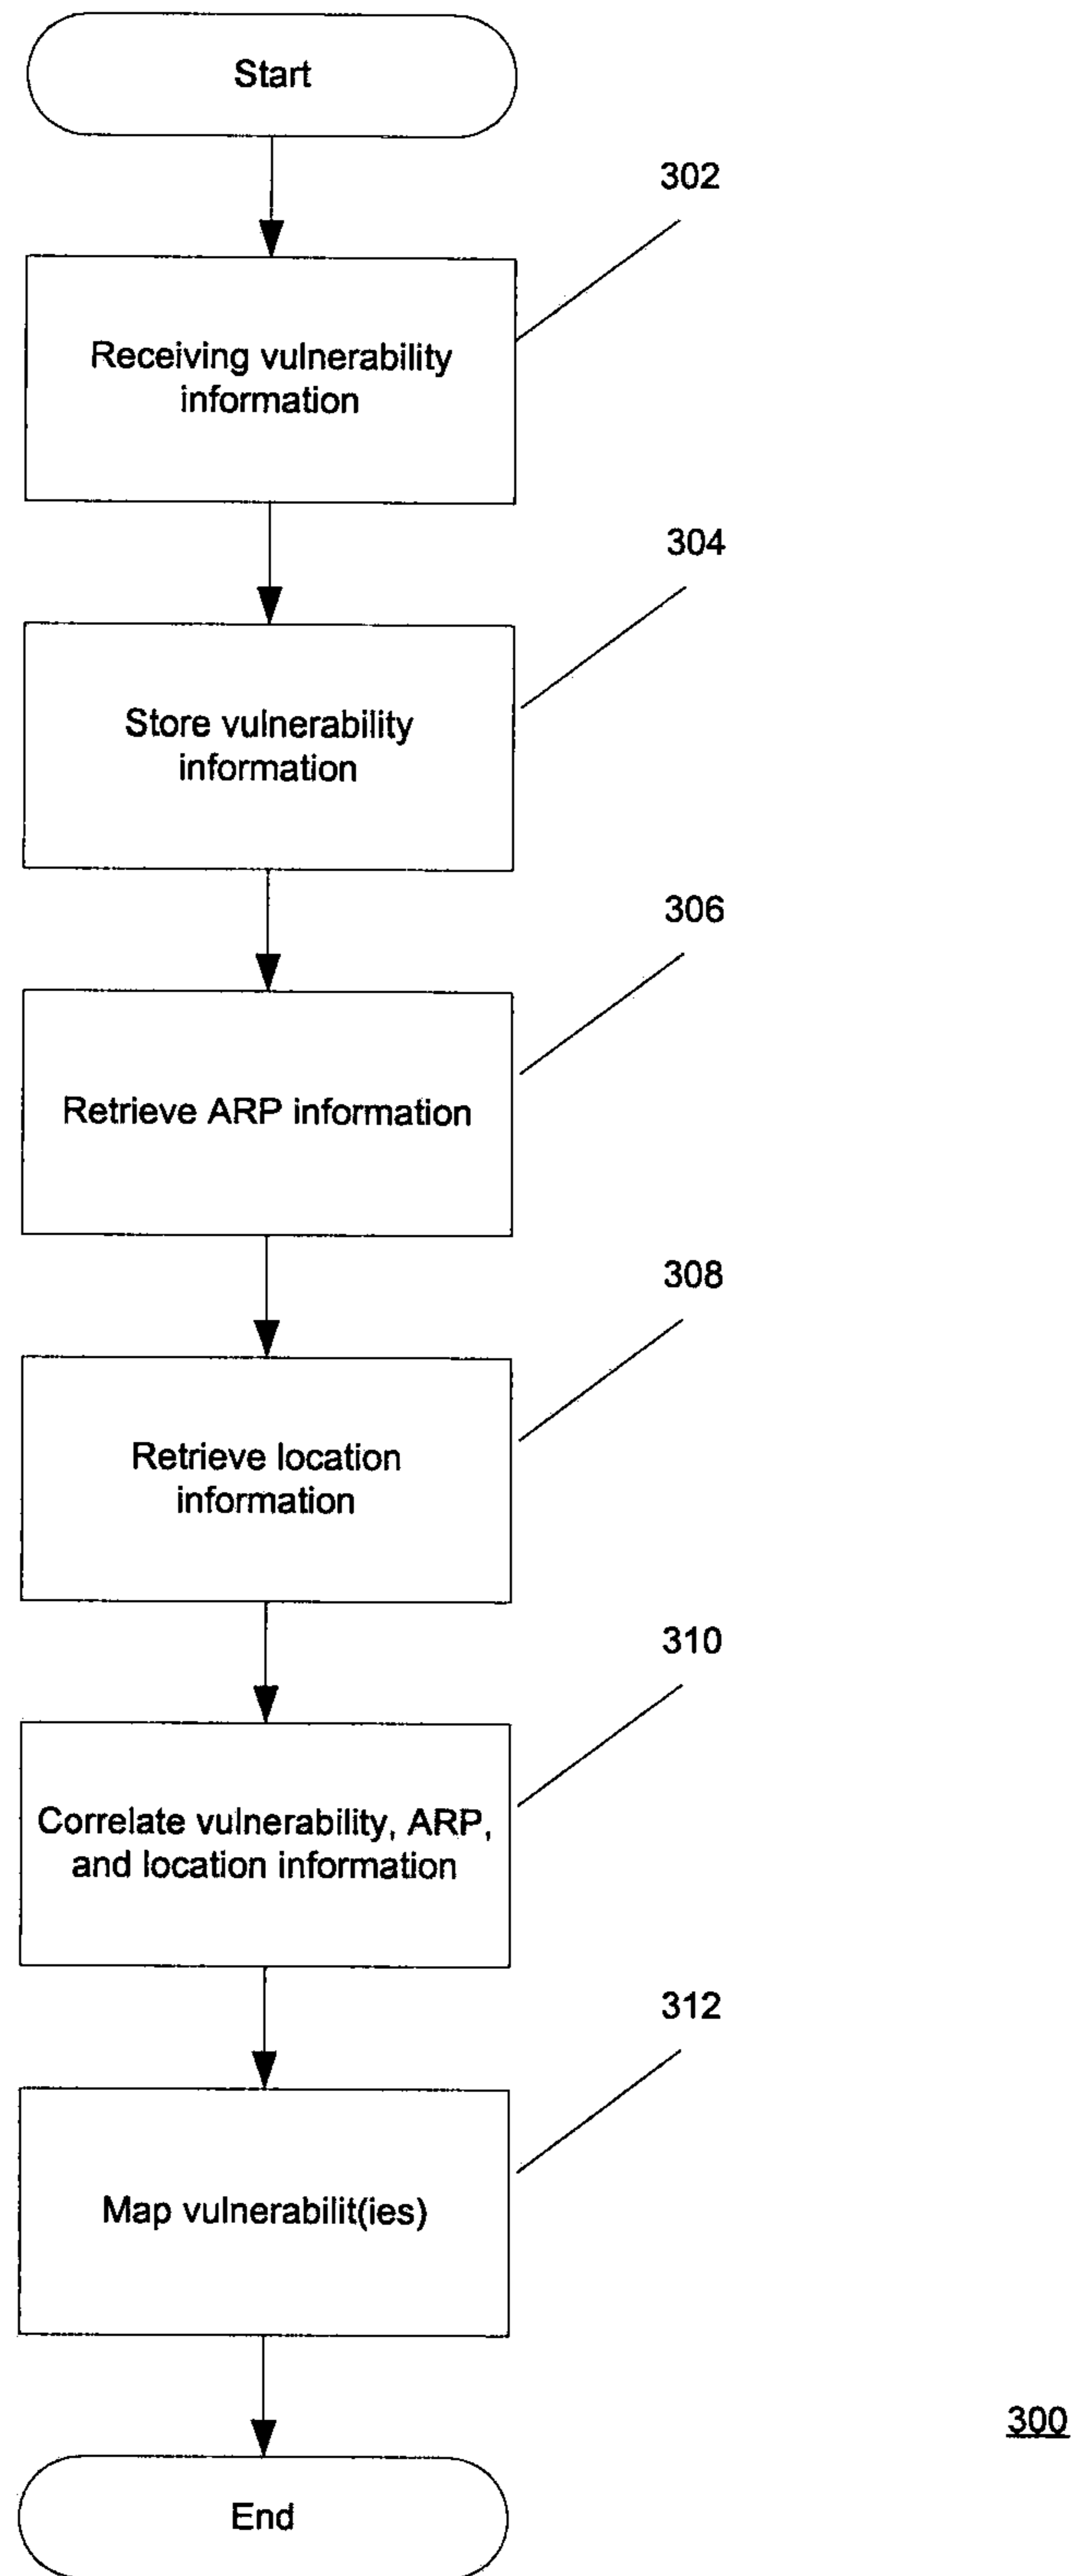 Start
302
Receiving vulnerability
information
304
Store vulnerability
information
306
Retrieve ARP information
308
Retrieve location
information
310
Correlate vulnerability, ARP,
and location information
312
Map vulnerabilit(ies)
300
End